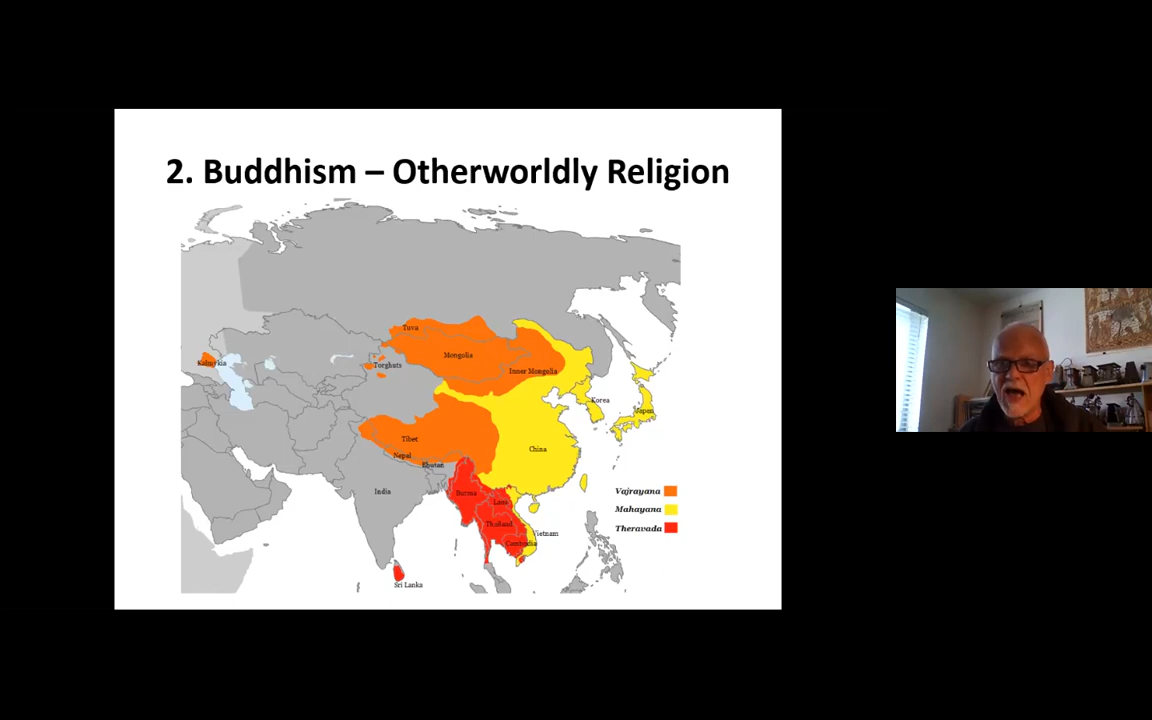 2. Buddhism – Otherworldly Religion
Tuva
Kalmykia
Torghats
Mongolia
Inner Mongolia
Korea
Japan
Tibet
China
Nepal
Bhutan
India
Burma
Laos
Thailand
Vietnam
Cambodia
Sri Lanka
Vajrayana
Mahayana
Theravada